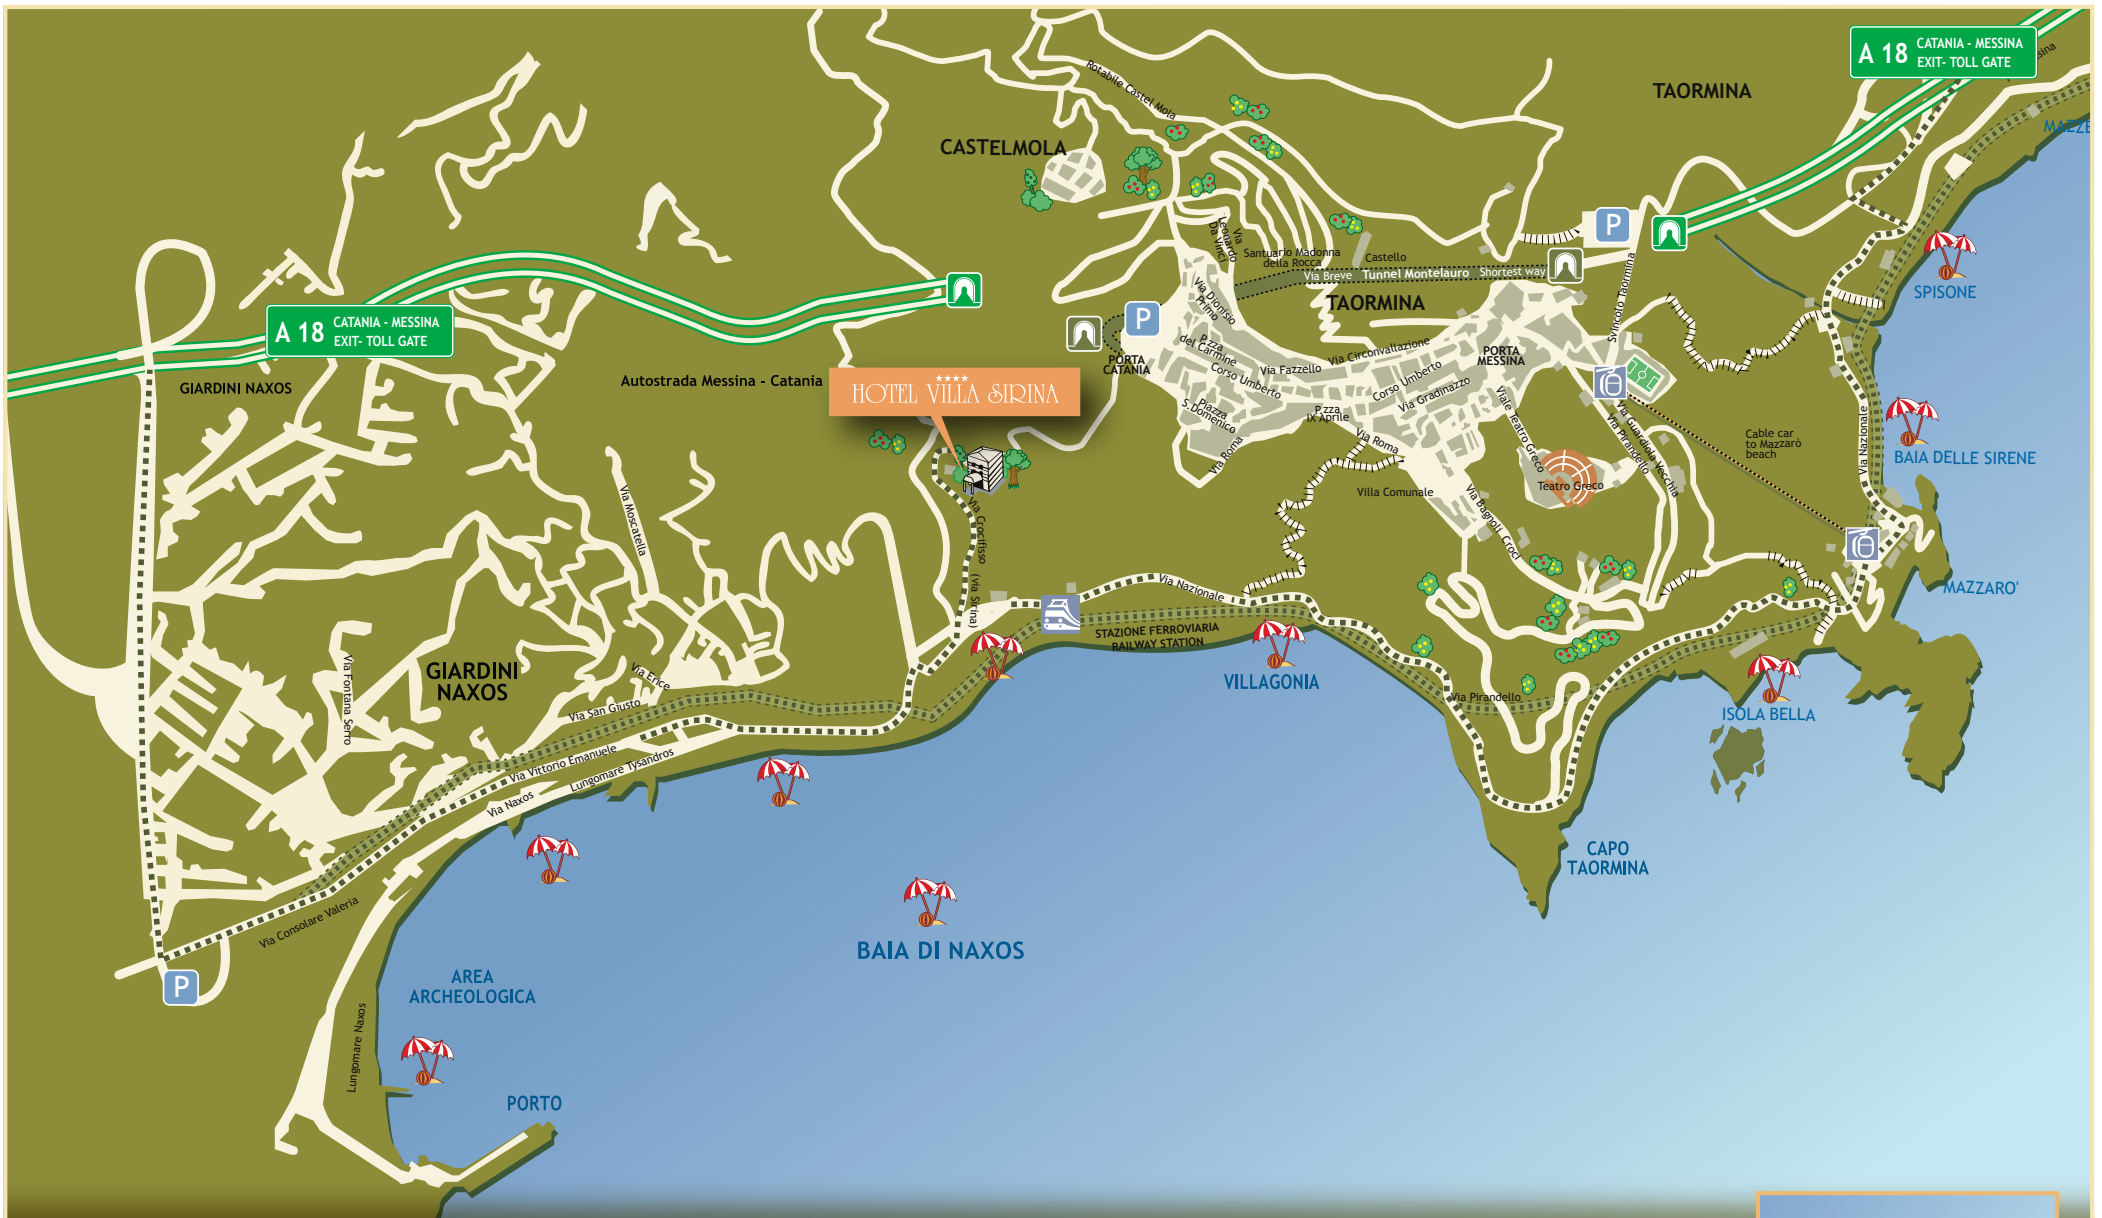 A 18 CATANIA - MESSINA
EXIT- TOLL GATE
TAORMINA
MAZZE
Rotabile Castel Mola
CASTELMOLA
P
Via
Leonardo
Da Vinci
Santuario Madonna
della Rocca
Castello
Via Breve Tunnel Montelauro Shortest way
TAORMINA
Svincolo Taormina
SPISONE
A 18 CATANIA - MESSINA
EXIT- TOLL GATE
GIARDINI NAXOS
Autostrada Messina - Catania
★★★★
HOTEL VILLA SIRINA
P
PORTA
CATANIA
Via Dionisio
Primo
P.zza
del Carmine
Corso Umberto
Via Fazzello
Via Circonvallazione
Corso Umberto
Via Gradinazzo
PORTA
MESSINA
Piazza
S.Domenico
P.zza
IX Aprile
Via Roma
Via Roma
Viale Teatro Greco
Via Guardiola Vecchia
Via Pirandello
Teatro Greco
Villa Comunale
Via Bagnoli Croci
Cable car
to Mazzarò
beach
Via Nazionale
BAIA DELLE SIRENE
MAZZARO'
Via Moscatella
Via Crocifisso
(via Sirina)
Via Nazionale
STAZIONE FERROVIARIA
RAILWAY STATION
VILLAGONIA
Via Pirandello
ISOLA BELLA
CAPO
TAORMINA
GIARDINI
NAXOS
Via Fontana Serro
Via Erice
Via San Giusto
Via Vittorio Emanuele
Lungomare Tysandros
Via Naxos
Via Consolare Valeria
P
BAIA DI NAXOS
AREA
ARCHEOLOGICA
Lungomare Naxos
PORTO